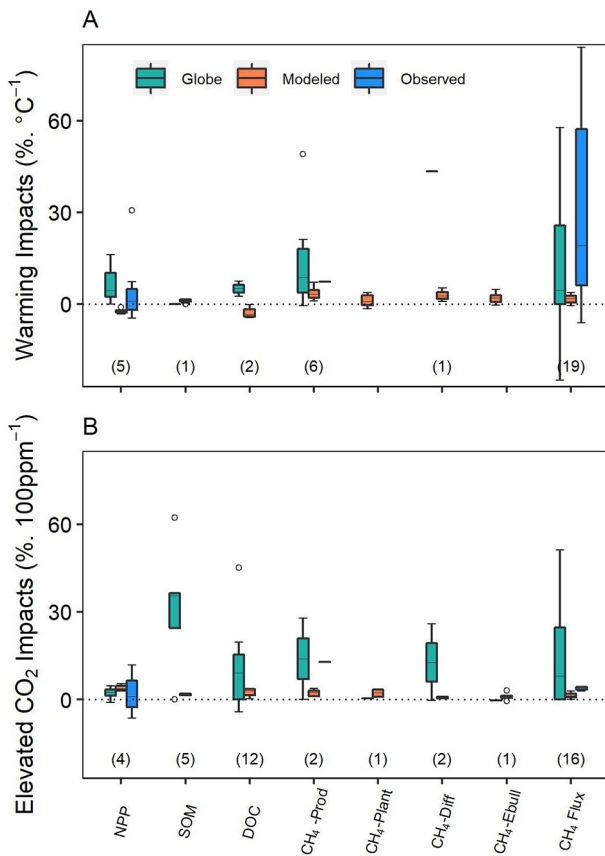 A
Warming Impacts (%. °C⁻¹)
Globe Modeled Observed
60
30
0
(5) (1) (2) (6) (1) (19)
B
Elevated CO₂ Impacts (%. 100ppm⁻¹)
60
30
0
(4) (5) (12) (2) (1) (2) (1) (16)
NPP
SOM
DOC
CH₄ -Prod
CH₄-Plant
CH₄-Diff
CH₄-Ebull
CH₄ Flux